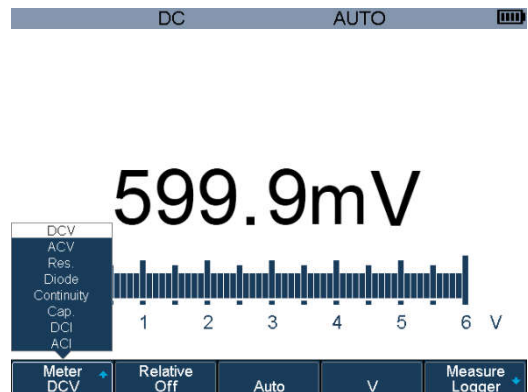 DC AUTO
599.9mV
DCV
ACV
Res.
Diode
Continuity
Cap.
DCI
ACI
1 2 3 4 5 6 V
Meter
DCV
Relative
Off
Auto
V
Measure
Logger